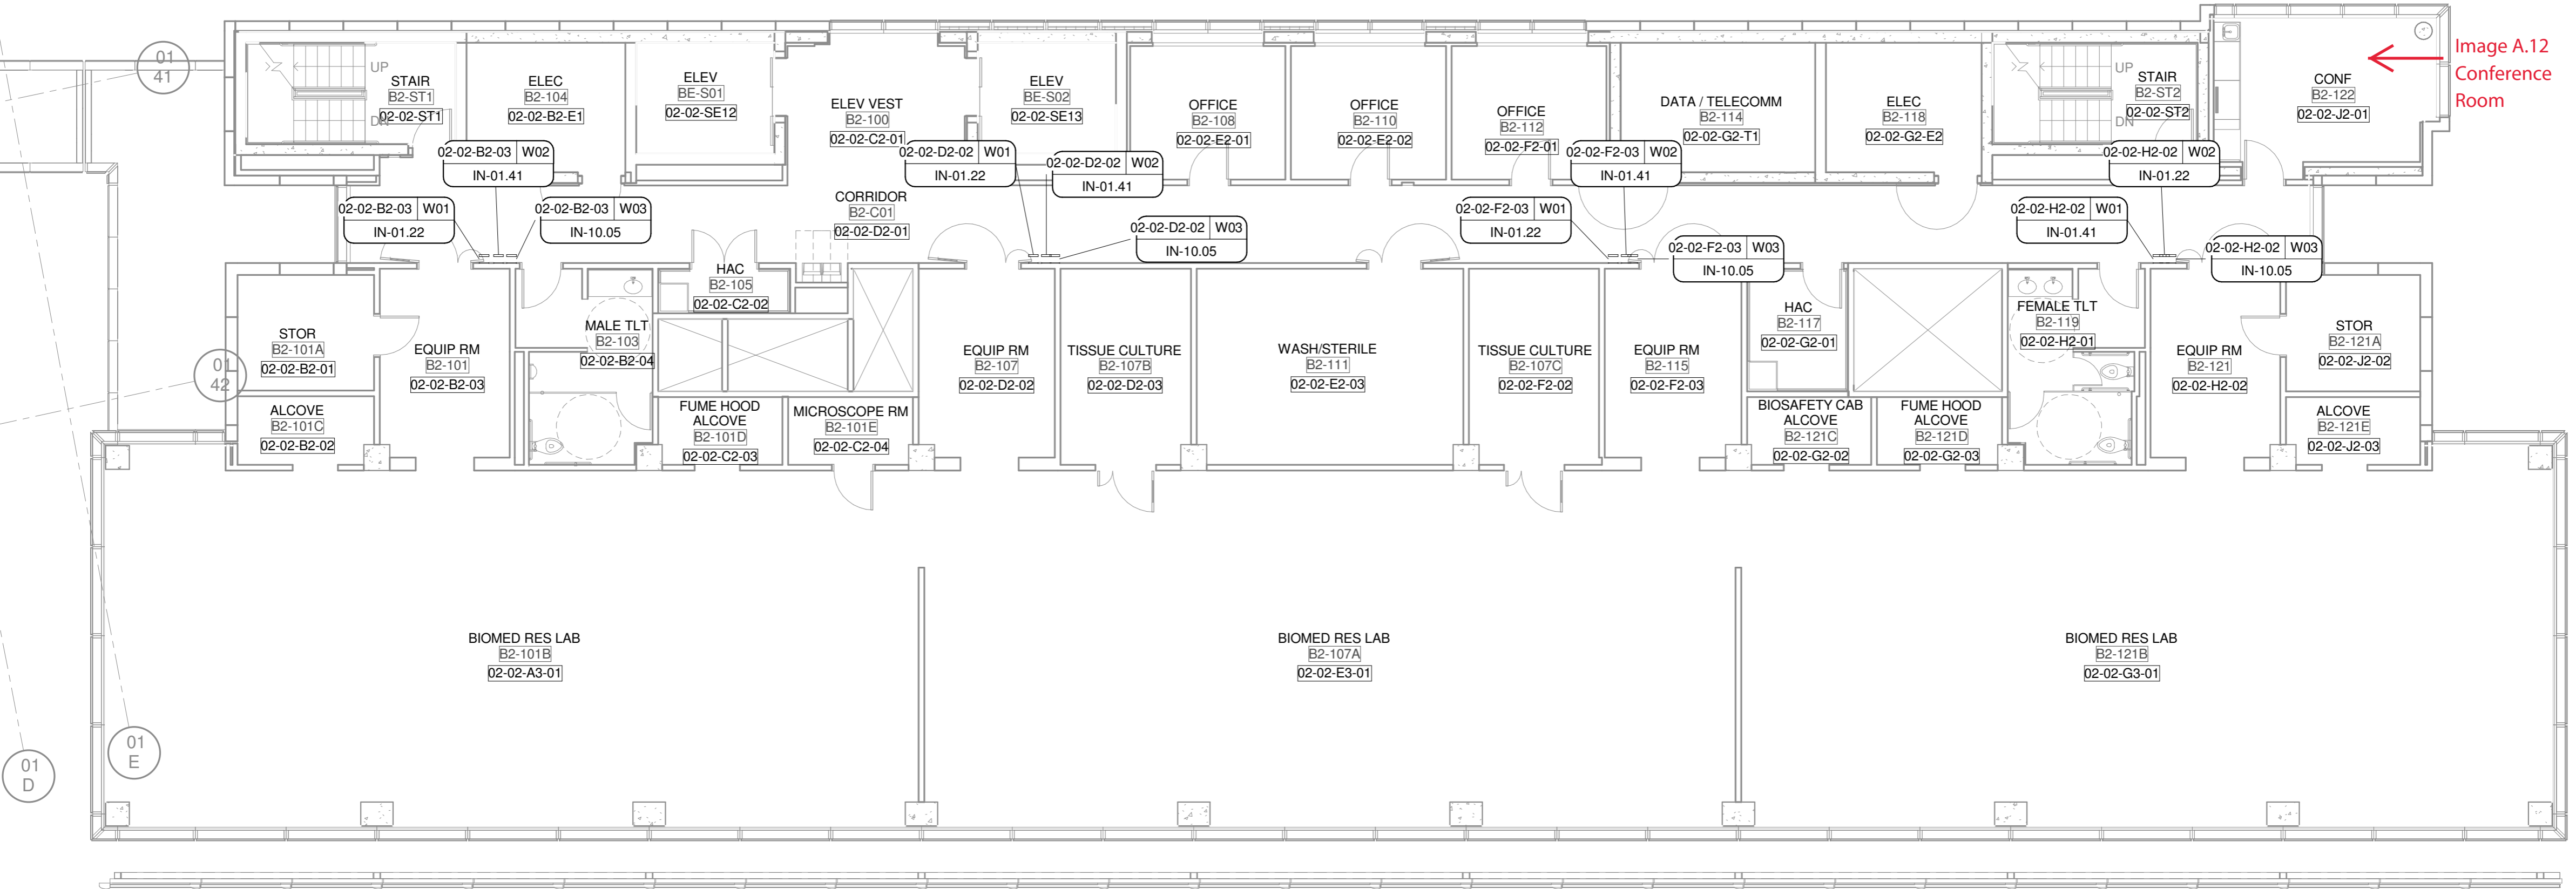 01
41
UP
DN
STAIR
B2-ST1
02-02-ST1
ELEC
B2-104
02-02-B2-E1
ELEV
BE-S01
02-02-SE12
ELEV VEST
B2-100
02-02-C2-01
ELEV
BE-S02
02-02-SE13
OFFICE
B2-108
02-02-E2-01
OFFICE
B2-110
02-02-E2-02
OFFICE
B2-112
02-02-F2-01
DATA / TELECOMM
B2-114
02-02-G2-T1
ELEC
B2-118
02-02-G2-E2
UP
DN
STAIR
B2-ST2
02-02-ST2
CONF
B2-122
02-02-J2-01
Image A.12
Conference
Room
02-02-B2-03 W02
IN-01.41
02-02-D2-02 W01
IN-01.22
02-02-D2-02 W02
IN-01.41
02-02-F2-03 W02
IN-01.41
02-02-H2-02 W02
IN-01.22
02-02-B2-03 W01
IN-01.22
02-02-B2-03 W03
IN-10.05
CORRIDOR
B2-C01
02-02-D2-01
02-02-D2-02 W03
IN-10.05
02-02-F2-03 W01
IN-01.22
02-02-F2-03 W03
IN-10.05
02-02-H2-02 W01
IN-01.41
02-02-H2-02 W03
IN-10.05
01
42
STOR
B2-101A
02-02-B2-01
EQUIP RM
B2-101
02-02-B2-03
MALE TLT
B2-103
02-02-B2-04
HAC
B2-105
02-02-C2-02
EQUIP RM
B2-107
02-02-D2-02
TISSUE CULTURE
B2-107B
02-02-D2-03
WASH/STERILE
B2-111
02-02-E2-03
TISSUE CULTURE
B2-107C
02-02-F2-02
EQUIP RM
B2-115
02-02-F2-03
HAC
B2-117
02-02-G2-01
FEMALE TLT
B2-119
02-02-H2-01
EQUIP RM
B2-121
02-02-H2-02
STOR
B2-121A
02-02-J2-02
ALCOVE
B2-101C
02-02-B2-02
FUME HOOD
ALCOVE
B2-101D
02-02-C2-03
MICROSCOPE RM
B2-101E
02-02-C2-04
BIOSAFETY CAB
ALCOVE
B2-121C
02-02-G2-02
FUME HOOD
ALCOVE
B2-121D
02-02-G2-03
ALCOVE
B2-121E
02-02-J2-03
BIOMED RES LAB
B2-101B
02-02-A3-01
BIOMED RES LAB
B2-107A
02-02-E3-01
BIOMED RES LAB
B2-121B
02-02-G3-01
01
E
01
D